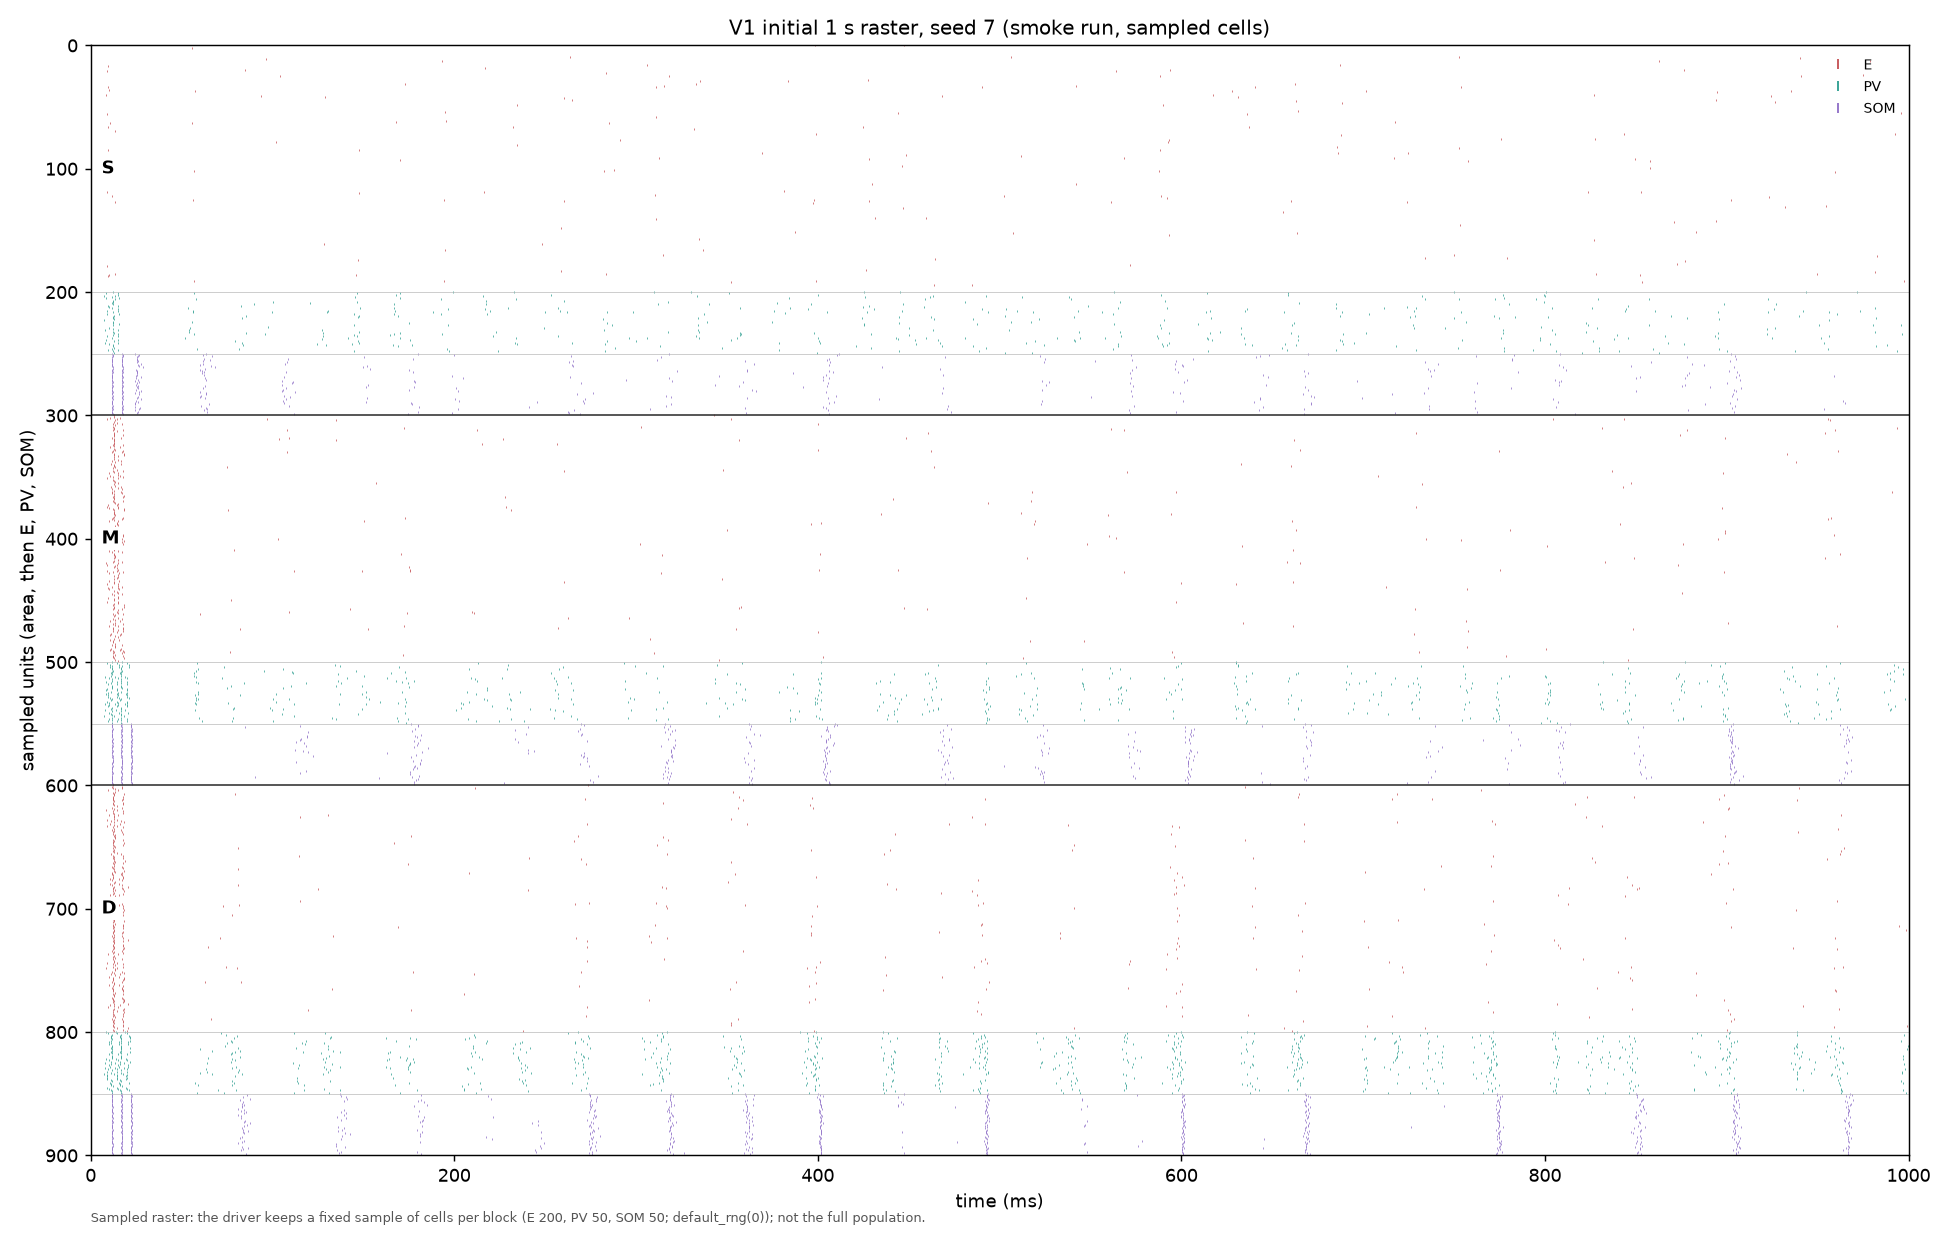 V1 initial 1 s raster, seed 7 (smoke run, sampled cells)
E
PV
SOM
S
M
D
0
100
200
300
400
500
600
700
800
900
sampled units (area, then E, PV, SOM)
0
200
400
600
800
1000
time (ms)
Sampled raster: the driver keeps a fixed sample of cells per block (E 200, PV 50, SOM 50; default_rng(0)); not the full population.